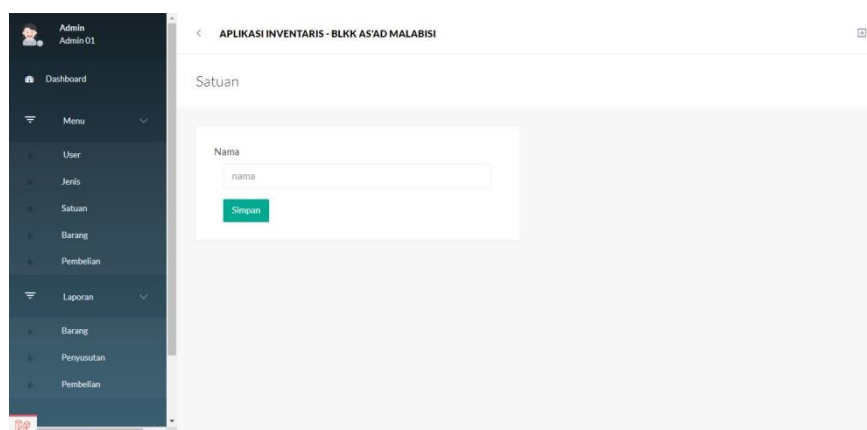 Admin
Admin 01
Dashboard
Menu
User
Jenis
Satuan
Barang
Pembelian
Laporan
Barang
Penyusutan
Pembelian
APLIKASI INVENTARIS - BLKK AS'AD MALABISI
Satuan
Nama
nama
Simpan